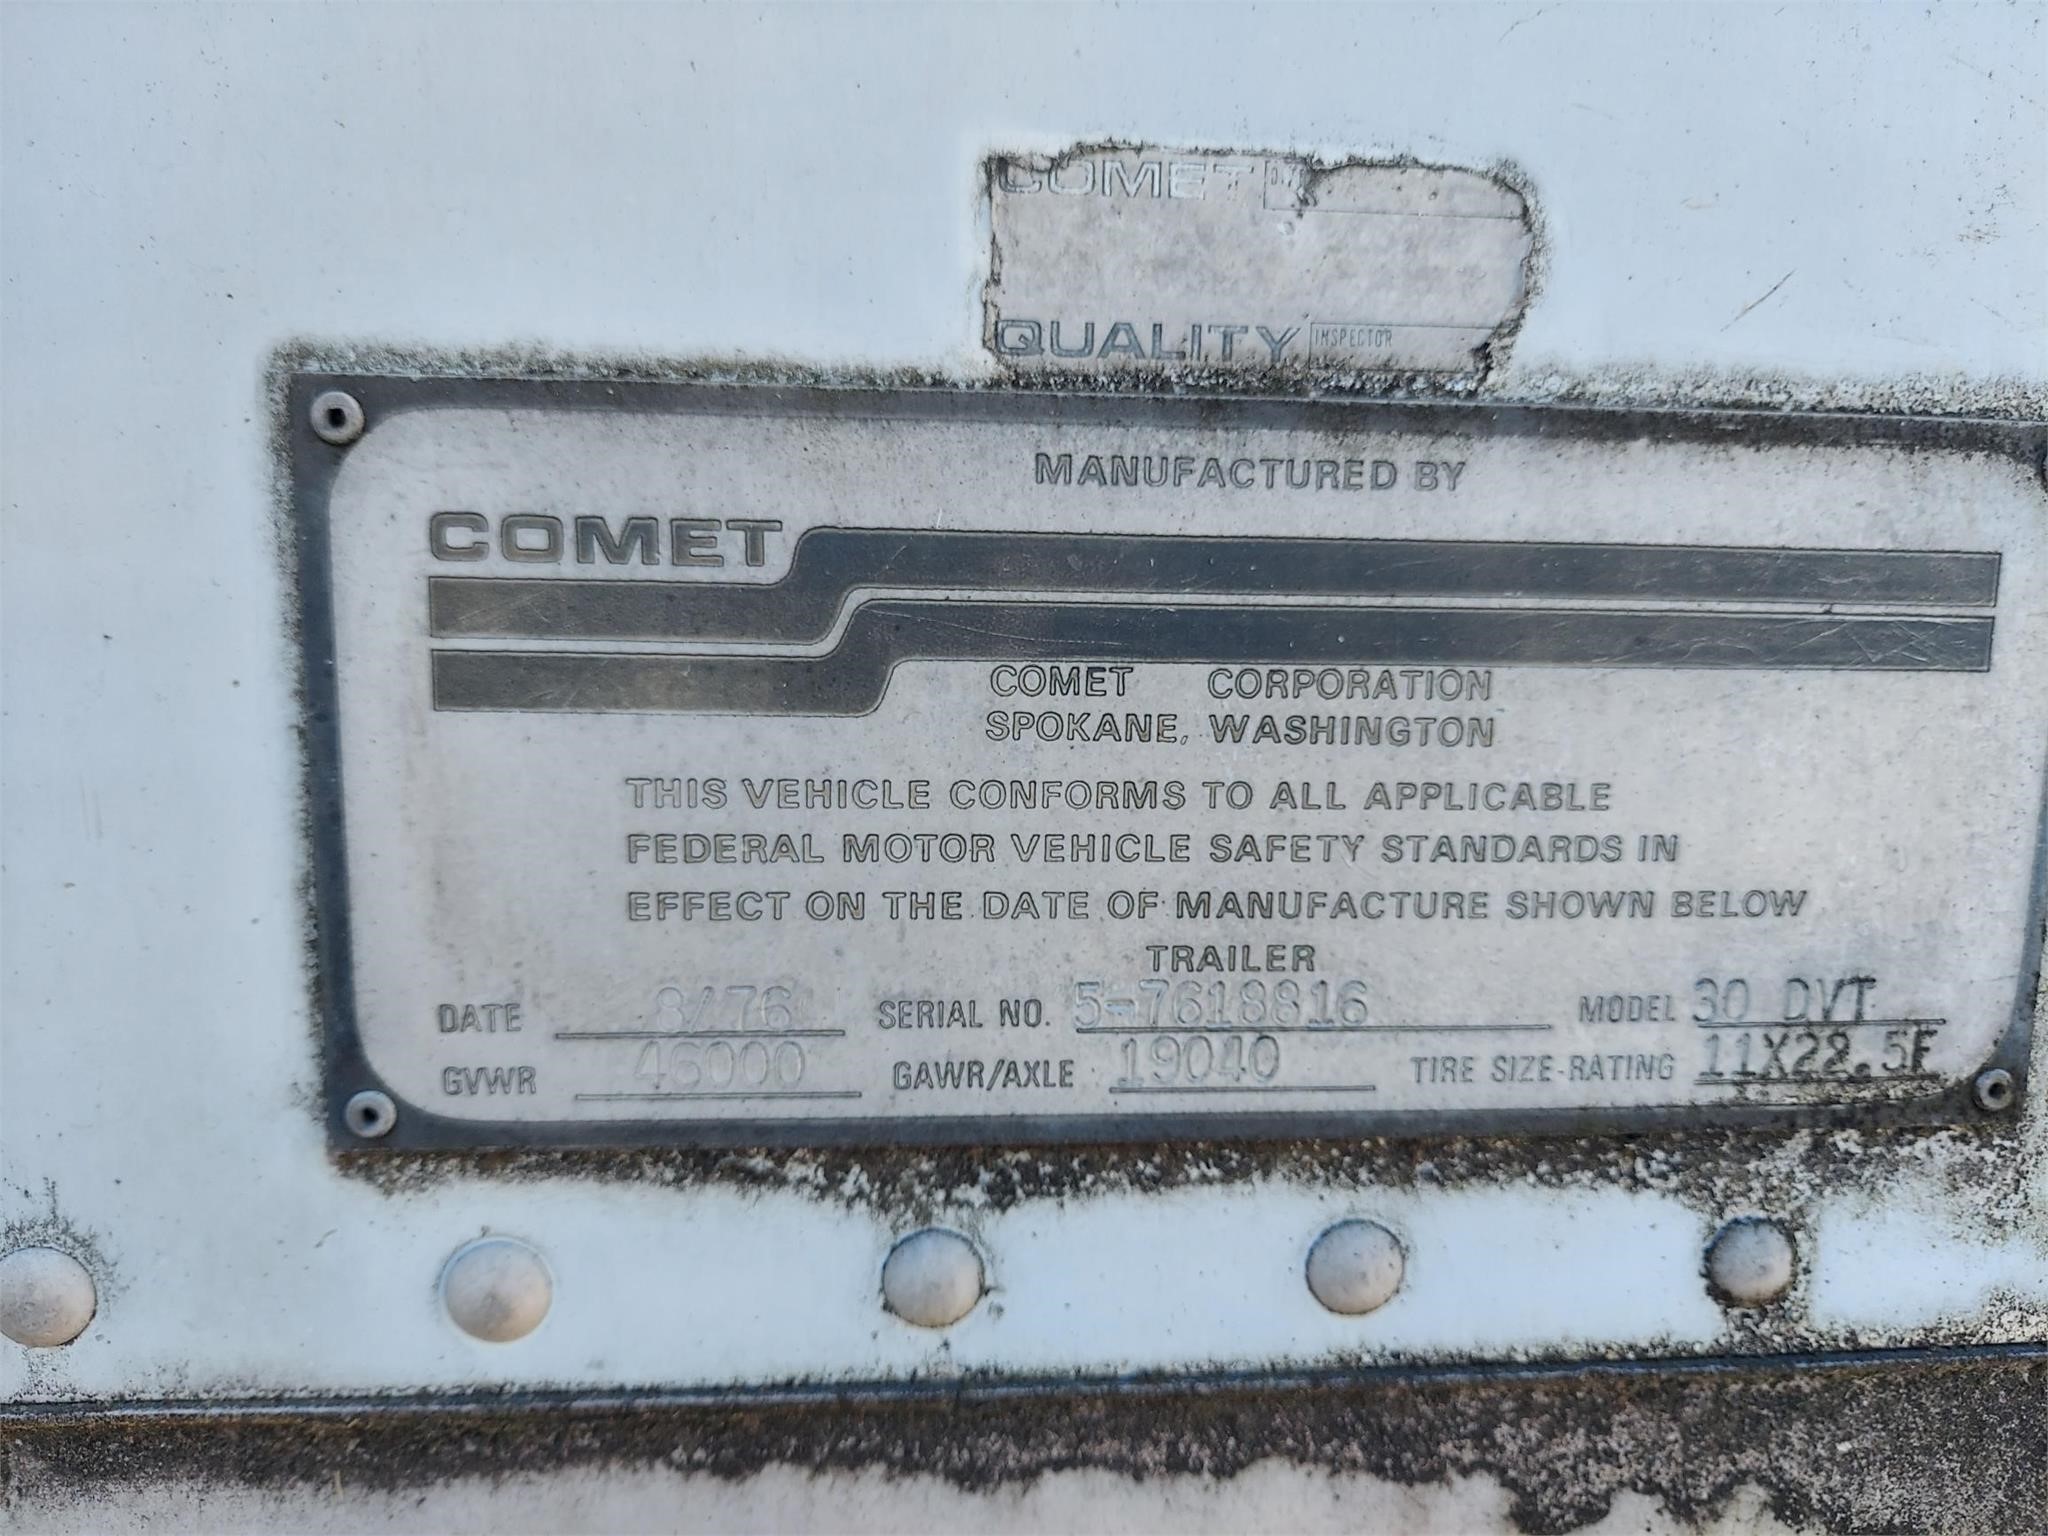 COMET
QUALITY INSPECTOR
MANUFACTURED BY
COMET
COMET CORPORATION
SPOKANE, WASHINGTON
THIS VEHICLE CONFORMS TO ALL APPLICABLE
FEDERAL MOTOR VEHICLE SAFETY STANDARDS IN
EFFECT ON THE DATE OF MANUFACTURE SHOWN BELOW
TRAILER
DATE 8/76 SERIAL NO. 5-7618816 MODEL 30 DVT
GVWR 46000 GAWR/AXLE 19040 TIRE SIZE-RATING 11X22.5F